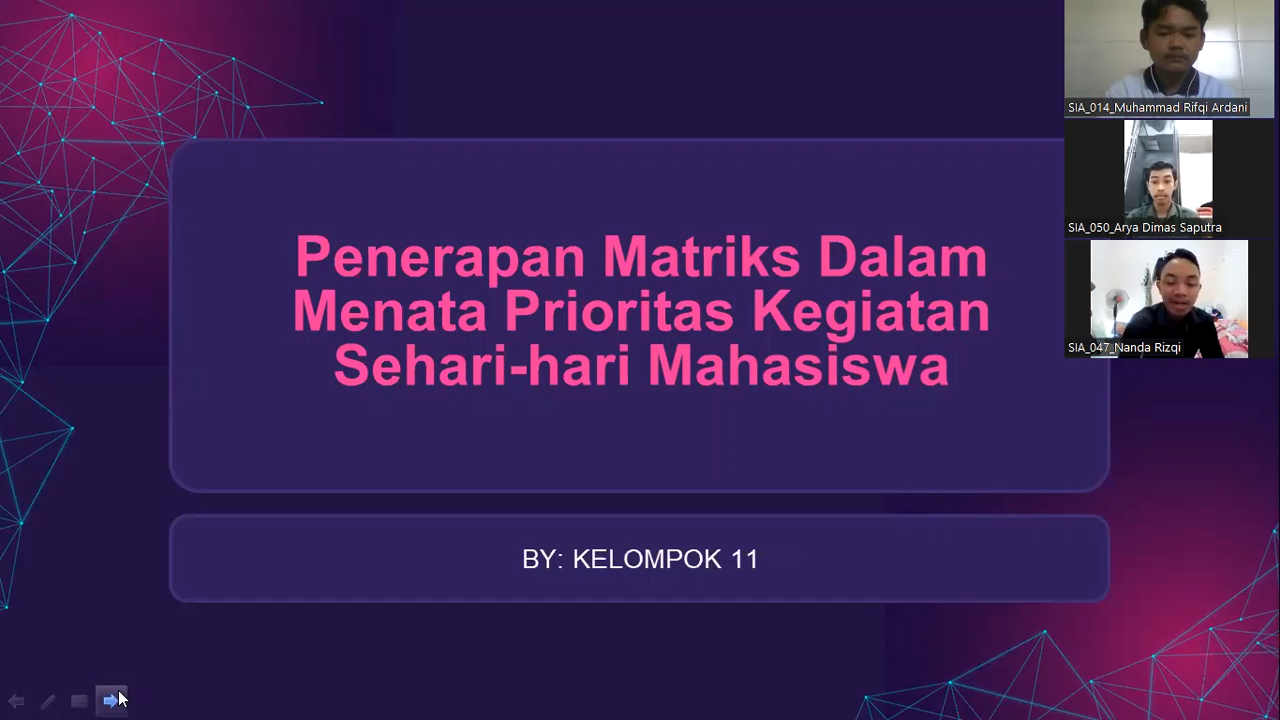 Penerapan Matriks Dalam
Menata Prioritas Kegiatan
Sehari-hari Mahasiswa
BY: KELOMPOK 11
SIA_014_Muhammad Rifqi Ardani
SIA_050_Arya Dimas Saputra
SIA_047_Nanda Rizqi